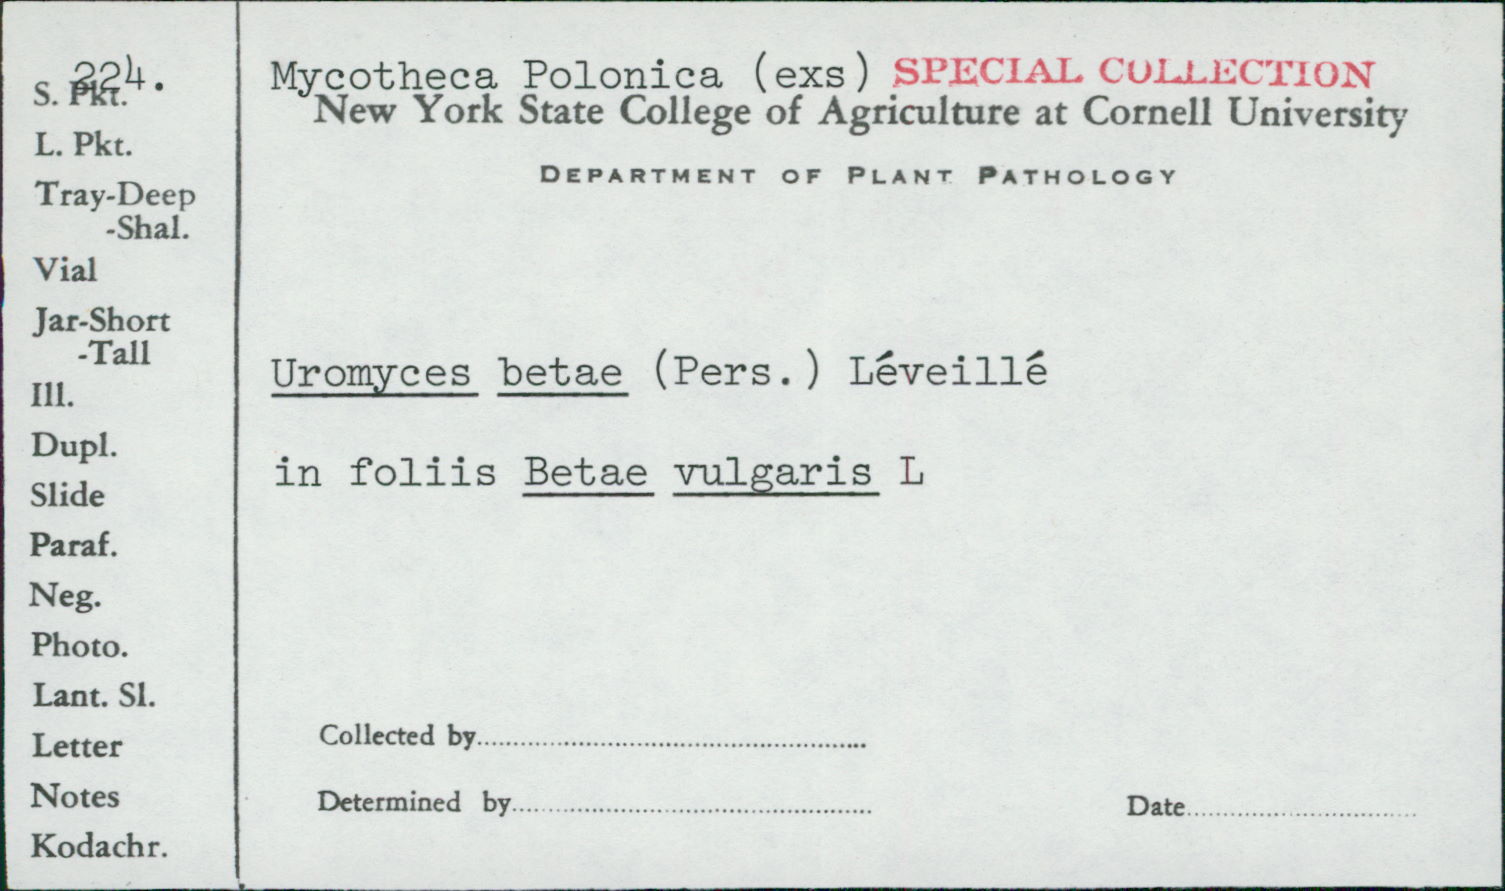 224.
S. Pkt.
L. Pkt.
Tray-Deep
-Shal.
Vial
Jar-Short
-Tall
Ill.
Dupl.
Slide
Paraf.
Neg.
Photo.
Lant. Sl.
Letter
Notes
Kodachr.
Mycotheca Polonica (exs) SPECIAL COLLECTION
New York State College of Agriculture at Cornell University
DEPARTMENT OF PLANT PATHOLOGY
Uromyces betae (Pers.) Léveillé
in foliis Betae vulgaris L
Collected by
Determined by
Date